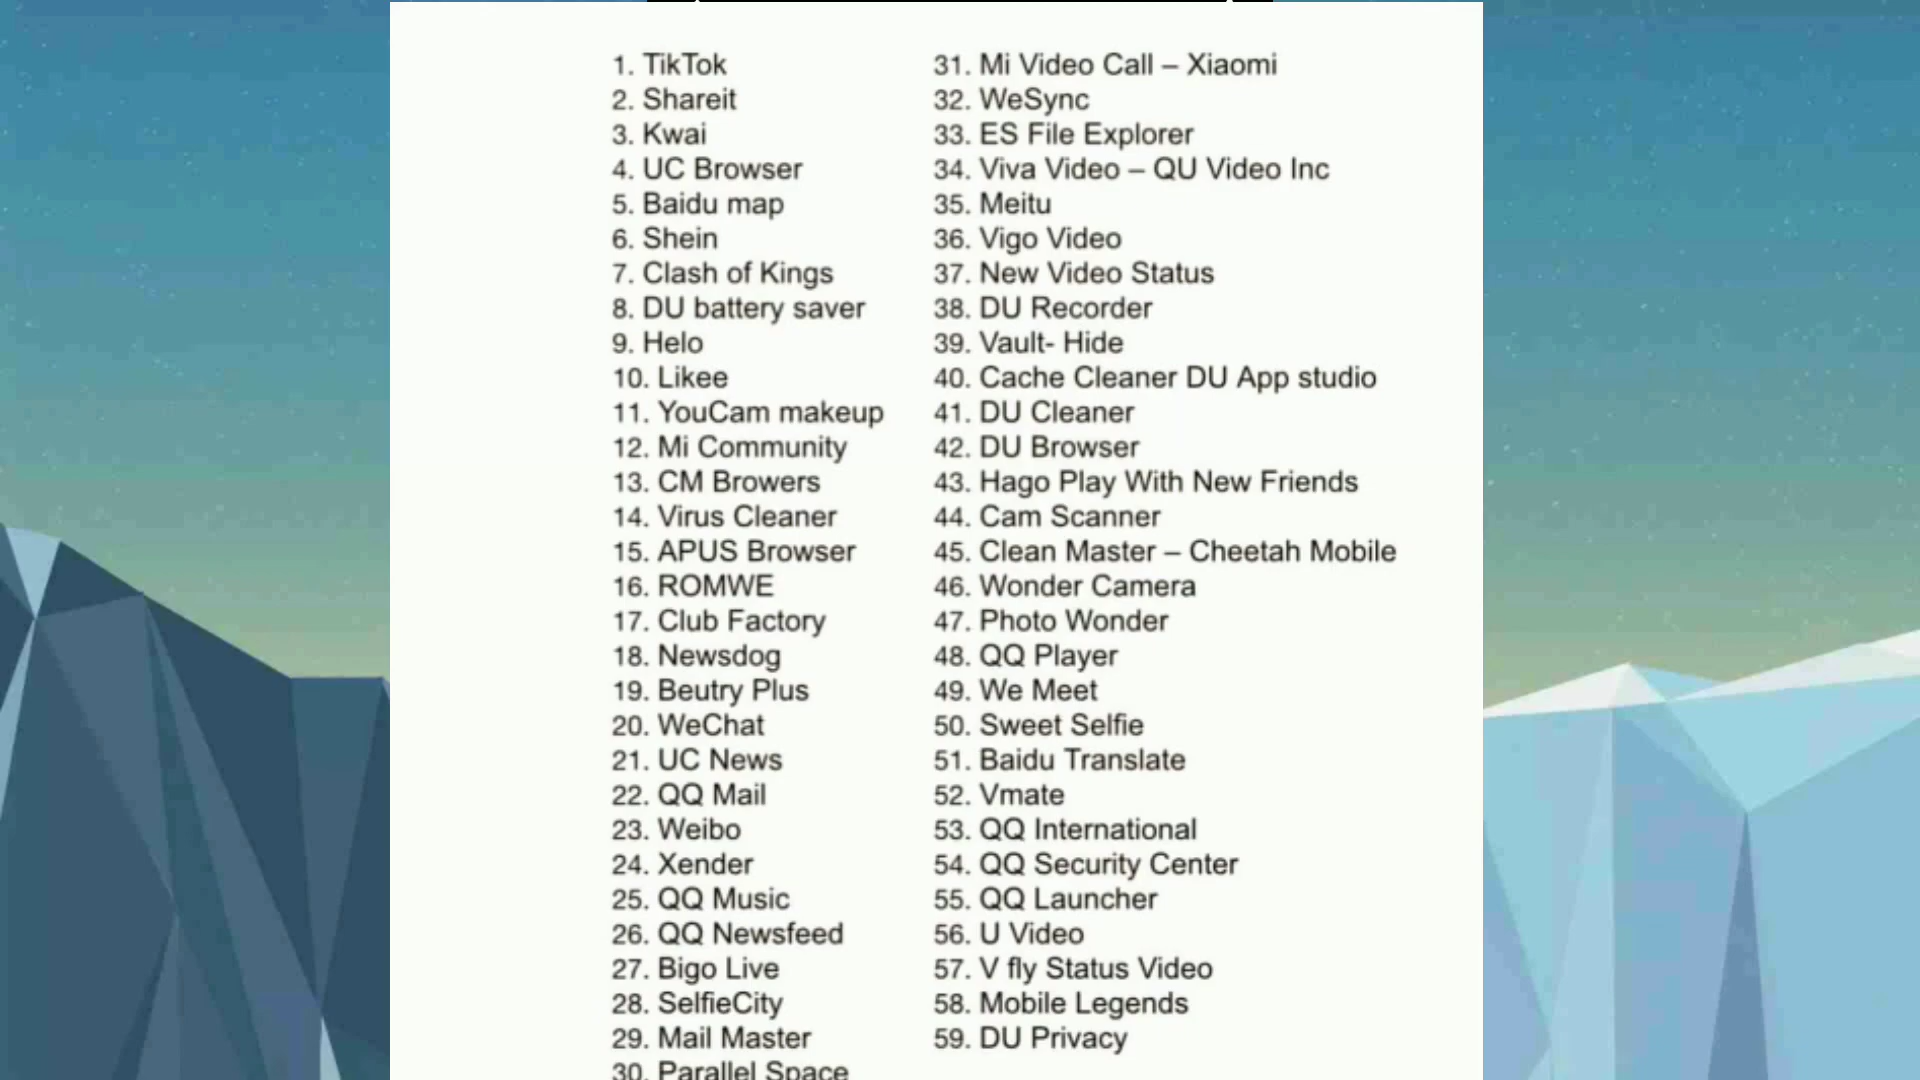 1. TikTok
2. Shareit
3. Kwai
4. UC Browser
5. Baidu map
6. Shein
7. Clash of Kings
8. DU battery saver
9. Helo
10. Likee
11. YouCam makeup
12. Mi Community
13. CM Browers
14. Virus Cleaner
15. APUS Browser
16. ROMWE
17. Club Factory
18. Newsdog
19. Beutry Plus
20. WeChat
21. UC News
22. QQ Mail
23. Weibo
24. Xender
25. QQ Music
26. QQ Newsfeed
27. Bigo Live
28. SelfieCity
29. Mail Master
30. Parallel Space
31. Mi Video Call – Xiaomi
32. WeSync
33. ES File Explorer
34. Viva Video – QU Video Inc
35. Meitu
36. Vigo Video
37. New Video Status
38. DU Recorder
39. Vault- Hide
40. Cache Cleaner DU App studio
41. DU Cleaner
42. DU Browser
43. Hago Play With New Friends
44. Cam Scanner
45. Clean Master – Cheetah Mobile
46. Wonder Camera
47. Photo Wonder
48. QQ Player
49. We Meet
50. Sweet Selfie
51. Baidu Translate
52. Vmate
53. QQ International
54. QQ Security Center
55. QQ Launcher
56. U Video
57. V fly Status Video
58. Mobile Legends
59. DU Privacy